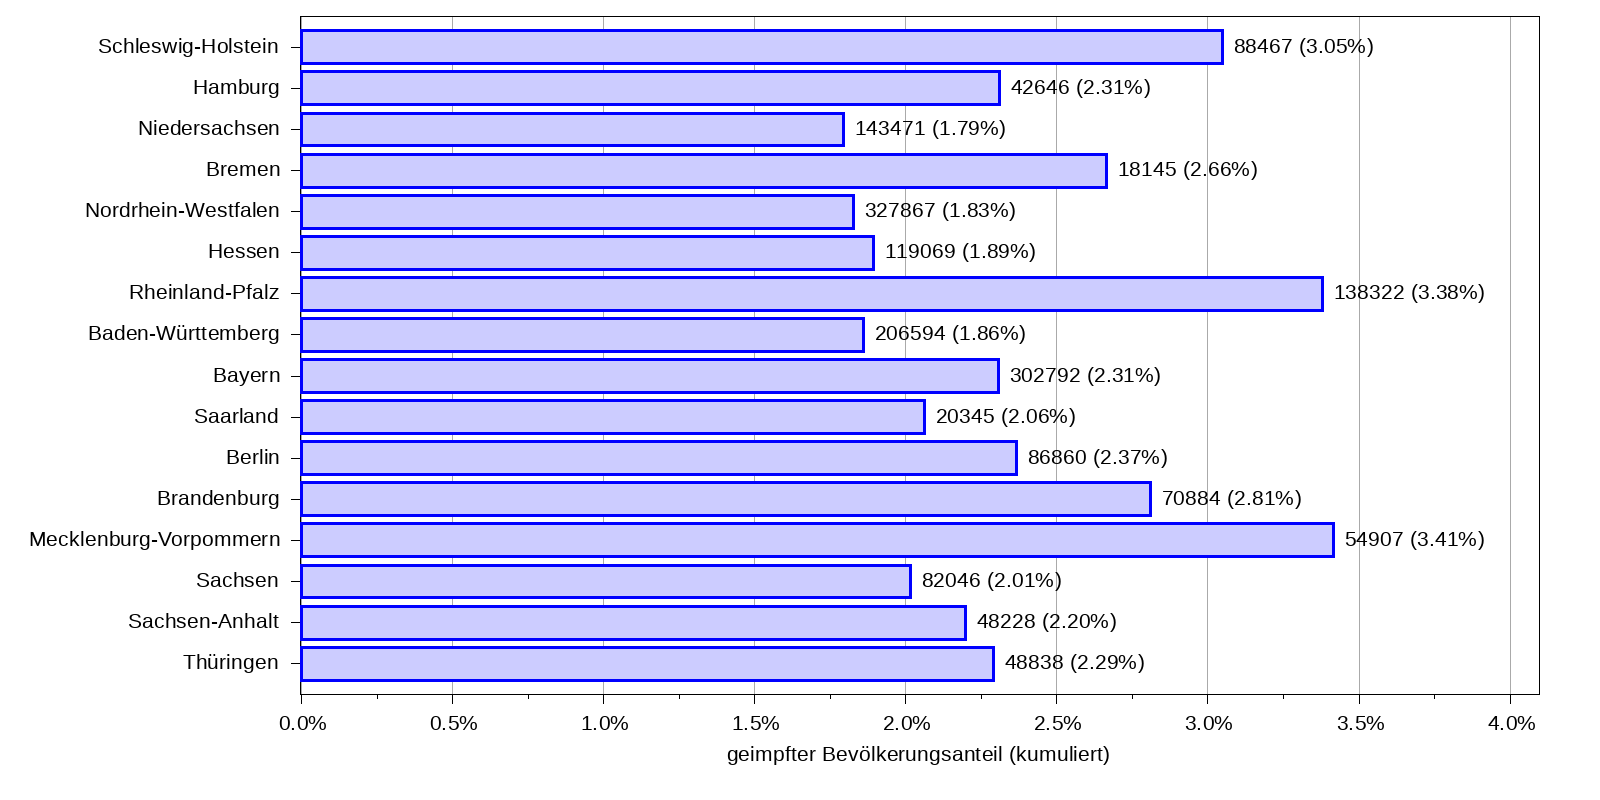 Schleswig-Holstein 88467 (3.05%)
Hamburg 42646 (2.31%)
Niedersachsen 143471 (1.79%)
Bremen 18145 (2.66%)
Nordrhein-Westfalen 327867 (1.83%)
Hessen 119069 (1.89%)
Rheinland-Pfalz 138322 (3.38%)
Baden-Württemberg 206594 (1.86%)
Bayern 302792 (2.31%)
Saarland 20345 (2.06%)
Berlin 86860 (2.37%)
Brandenburg 70884 (2.81%)
Mecklenburg-Vorpommern 54907 (3.41%)
Sachsen 82046 (2.01%)
Sachsen-Anhalt 48228 (2.20%)
Thüringen 48838 (2.29%)
0.0% 0.5% 1.0% 1.5% 2.0% 2.5% 3.0% 3.5% 4.0%
geimpfter Bevölkerungsanteil (kumuliert)